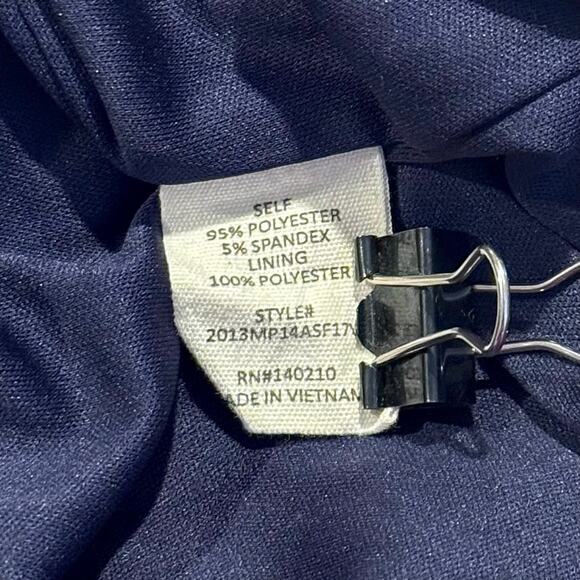 SELF
95% POLYESTER
5% SPANDEX
LINING
100% POLYESTER
STYLE#
2013MP14ASF17
RN#140210
ADE IN VIETNAM